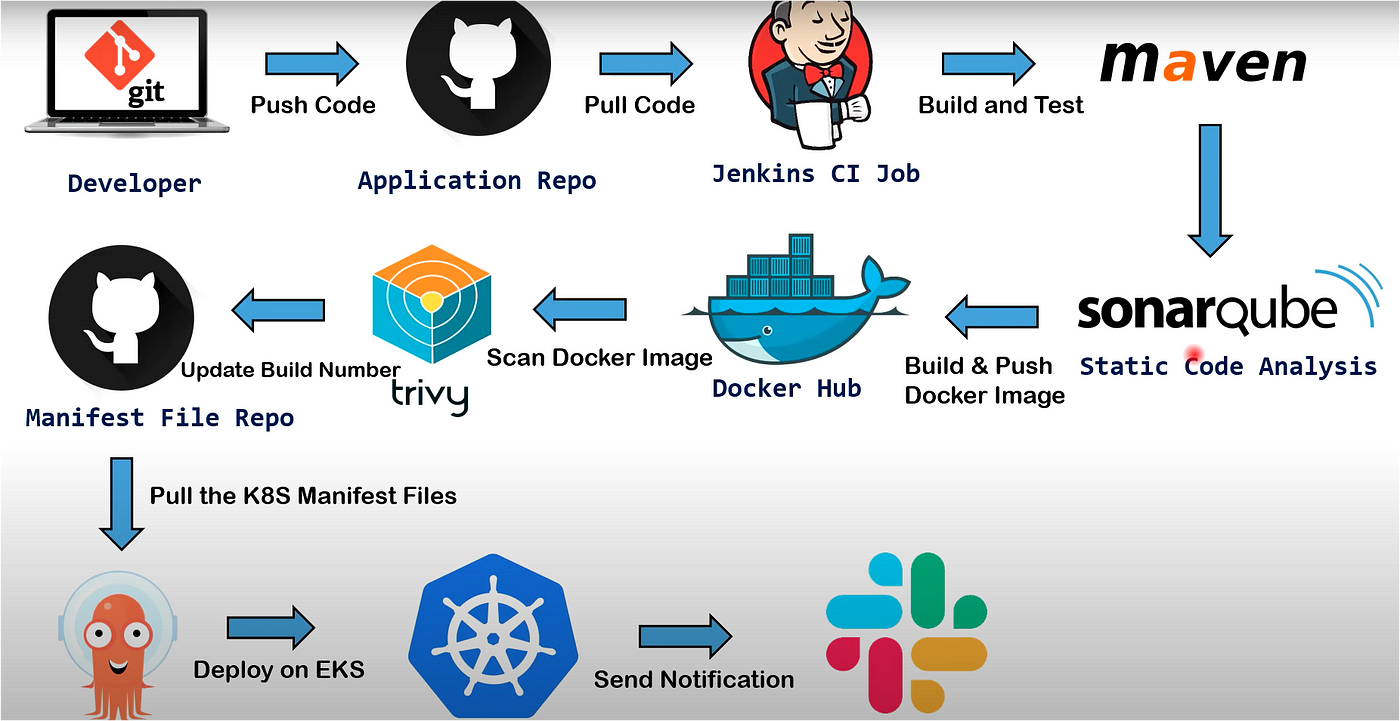 git
Push Code
Pull Code
Build and Test
maven
Developer
Application Repo
Jenkins CI Job
sonarqube
Static Code Analysis
Build & Push
Docker Image
Docker Hub
Scan Docker Image
trivy
Update Build Number
Manifest File Repo
Pull the K8S Manifest Files
Deploy on EKS
Send Notification